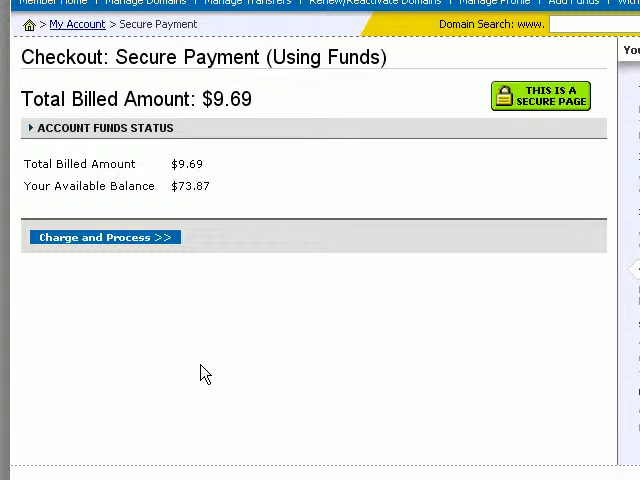 Member Home | Manage Domains | Manage Transfers | Renew/Reactivate Domains | Manage Profile | Add Funds |
> My Account > Secure Payment
Domain Search: www.
Checkout: Secure Payment (Using Funds)
Total Billed Amount: $9.69
THIS IS A
SECURE PAGE
ACCOUNT FUNDS STATUS
Total Billed Amount $9.69
Your Available Balance $73.87
Charge and Process >>